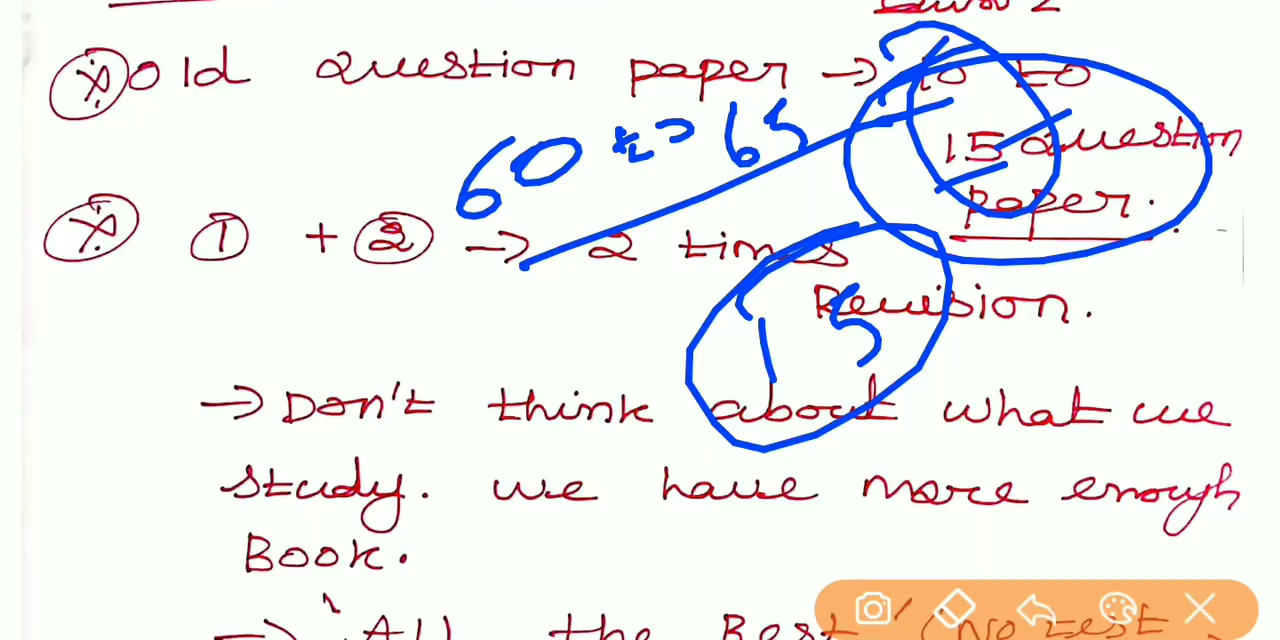 Old question paper → 10 to
60 to 65
15 question
paper.
① + ② → 2 times
Revision.
15
→ Don't think about what we
study. we have more enough
Book.
→ All the Best